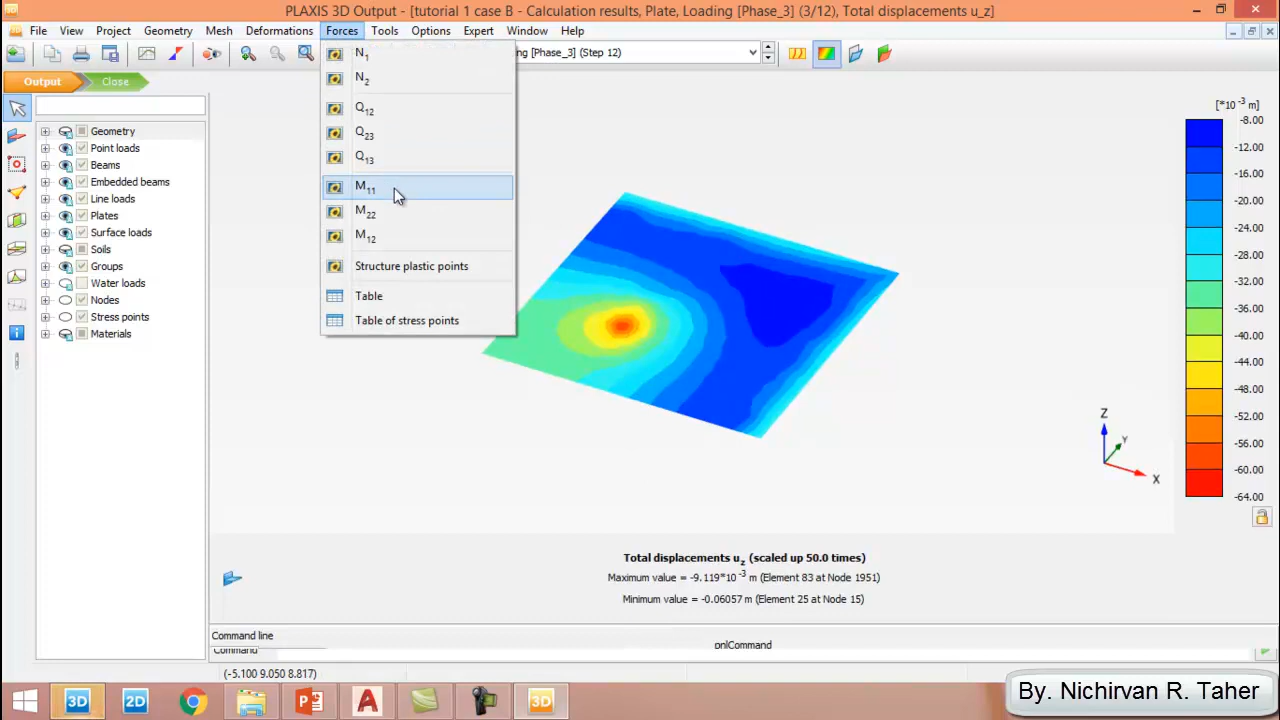 PLAXIS 3D Output - [tutorial 1 case B - Calculation results, Plate, Loading [Phase_3] (3/12), Total displacements u_z]
File View Project Geometry Mesh Deformations Forces Tools Options Expert Window Help
ng [Phase_3] (Step 12)
Output Close
N1
N2
Q12
Q23
Q13
M11
M22
M12
Structure plastic points
Table
Table of stress points
Geometry
Point loads
Beams
Embedded beams
Line loads
Plates
Surface loads
Soils
Groups
Water loads
Nodes
Stress points
Materials
[*10-3 m]
-8.00
-12.00
-16.00
-20.00
-24.00
-28.00
-32.00
-36.00
-40.00
-44.00
-48.00
-52.00
-56.00
-60.00
-64.00
Z
Y
X
Total displacements uz (scaled up 50.0 times)
Maximum value = -9.119*10-3 m (Element 83 at Node 1951)
Minimum value = -0.06057 m (Element 25 at Node 15)
Command line
pnlCommand
Command
(-5.100 9.050 8.817)
3D 2D 3D
By. Nichirvan R. Taher